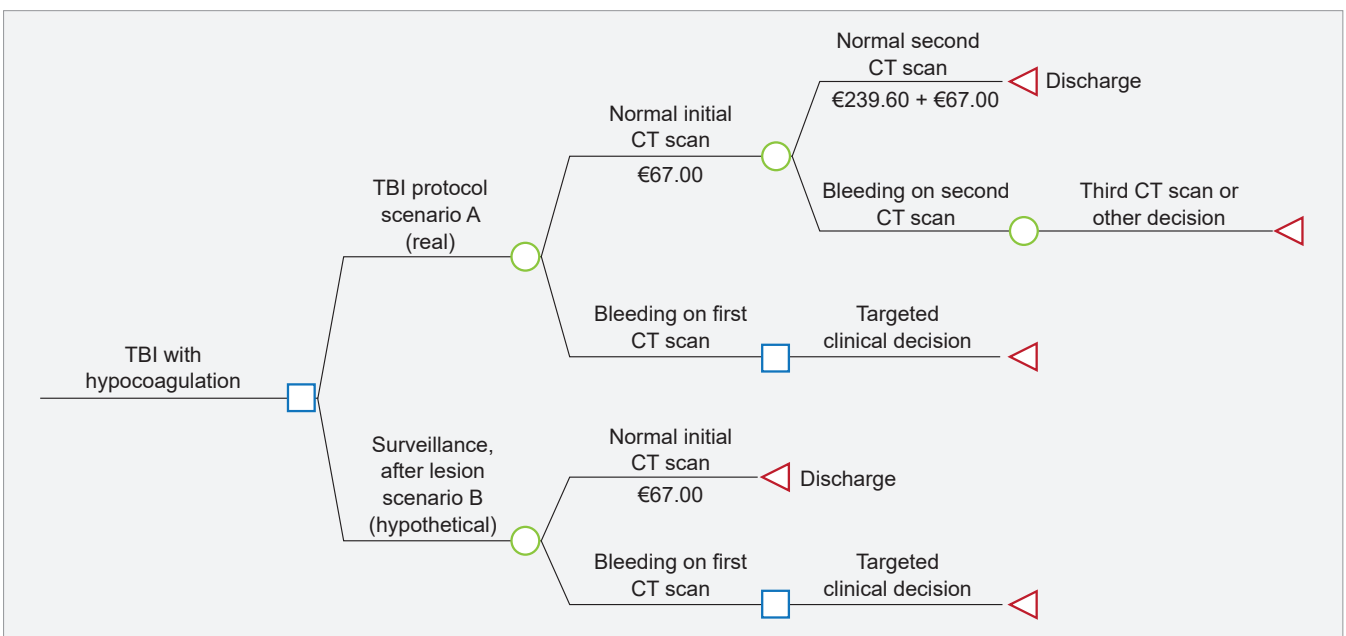 Normal second
CT scan
€239.60 + €67.00
Discharge
Normal initial
CT scan
€67.00
Bleeding on second
CT scan
Third CT scan or
other decision
TBI protocol
scenario A
(real)
Bleeding on first
CT scan
Targeted
clinical decision
TBI with
hypocoagulation
Surveillance,
after lesion
scenario B
(hypothetical)
Normal initial
CT scan
€67.00
Discharge
Bleeding on first
CT scan
Targeted
clinical decision